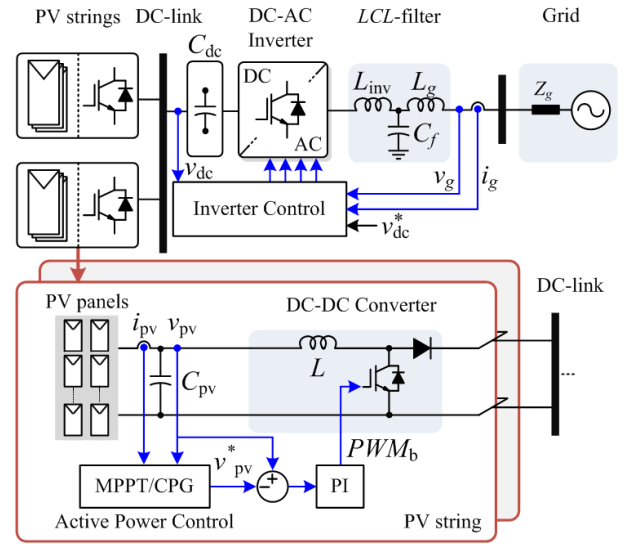 PV strings
DC-link
DC-AC
Inverter
LCL-filter
Grid
C_dc
DC
AC
L_inv
L_g
C_f
Z_g
v_dc
v_g
i_g
Inverter Control
v*_dc
PV panels
i_pv
v_pv
DC-DC Converter
DC-link
L
C_pv
...
v*_pv
PWM_b
MPPT/CPG
− +
PI
Active Power Control
PV string